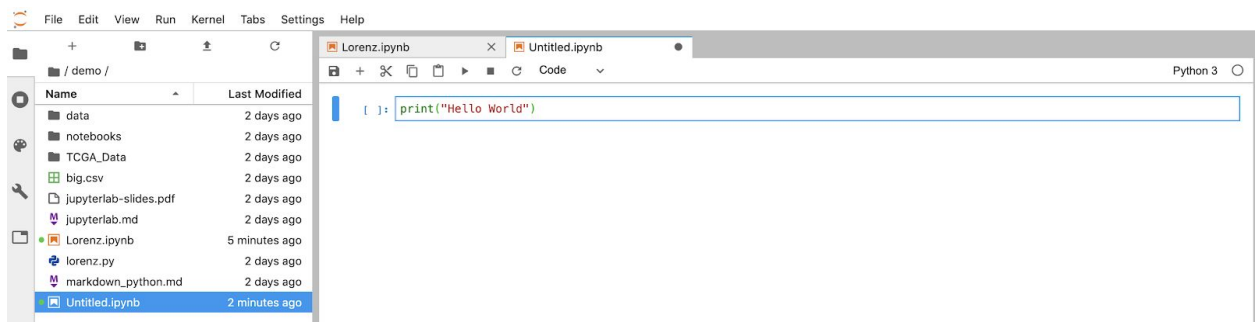 File Edit View Run Kernel Tabs Settings Help
/ demo /
Name Last Modified
data 2 days ago
notebooks 2 days ago
TCGA_Data 2 days ago
big.csv 2 days ago
jupyterlab-slides.pdf 2 days ago
jupyterlab.md 2 days ago
Lorenz.ipynb 5 minutes ago
lorenz.py 2 days ago
markdown_python.md 2 days ago
Untitled.ipynb 2 minutes ago
Lorenz.ipynb Untitled.ipynb
Code Python 3
[ ]: print("Hello World")